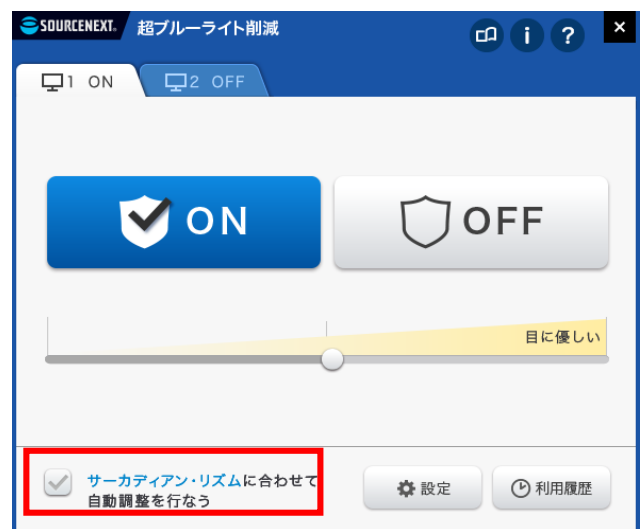 SOURCENEXT. 超ブルーライト削減
i ? ×
1 ON 2 OFF
ON OFF
目に優しい
サーカディアン・リズムに合わせて
自動調整を行なう
設定 利用履歴